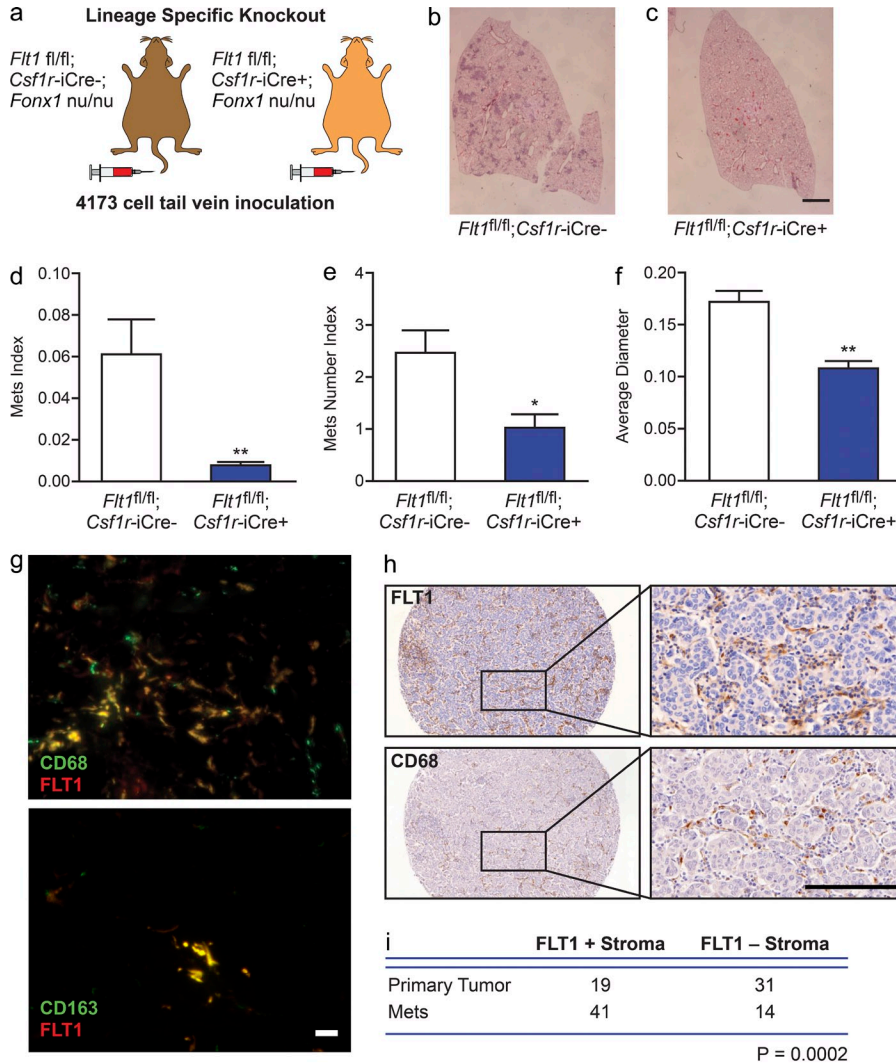 a
Lineage Specific Knockout
Flt1 fl/fl;
Csf1r-iCre-;
Fonx1 nu/nu
Flt1 fl/fl;
Csf1r-iCre+;
Fonx1 nu/nu
4173 cell tail vein inoculation
b
Flt1fl/fl;Csf1r-iCre-
c
Flt1fl/fl;Csf1r-iCre+
d
Mets Index
0.10
0.08
0.06
0.04
0.02
0.00
**
Flt1fl/fl;
Csf1r-iCre-
Flt1fl/fl;
Csf1r-iCre+
e
Mets Number Index
4
3
2
1
0
*
Flt1fl/fl;
Csf1r-iCre-
Flt1fl/fl;
Csf1r-iCre+
f
Average Diameter
0.20
0.15
0.10
0.05
0.00
**
Flt1fl/fl;
Csf1r-iCre-
Flt1fl/fl;
Csf1r-iCre+
g
CD68
FLT1
CD163
FLT1
h
FLT1
CD68
i
FLT1 + Stroma FLT1 – Stroma
Primary Tumor 19 31
Mets 41 14
P = 0.0002